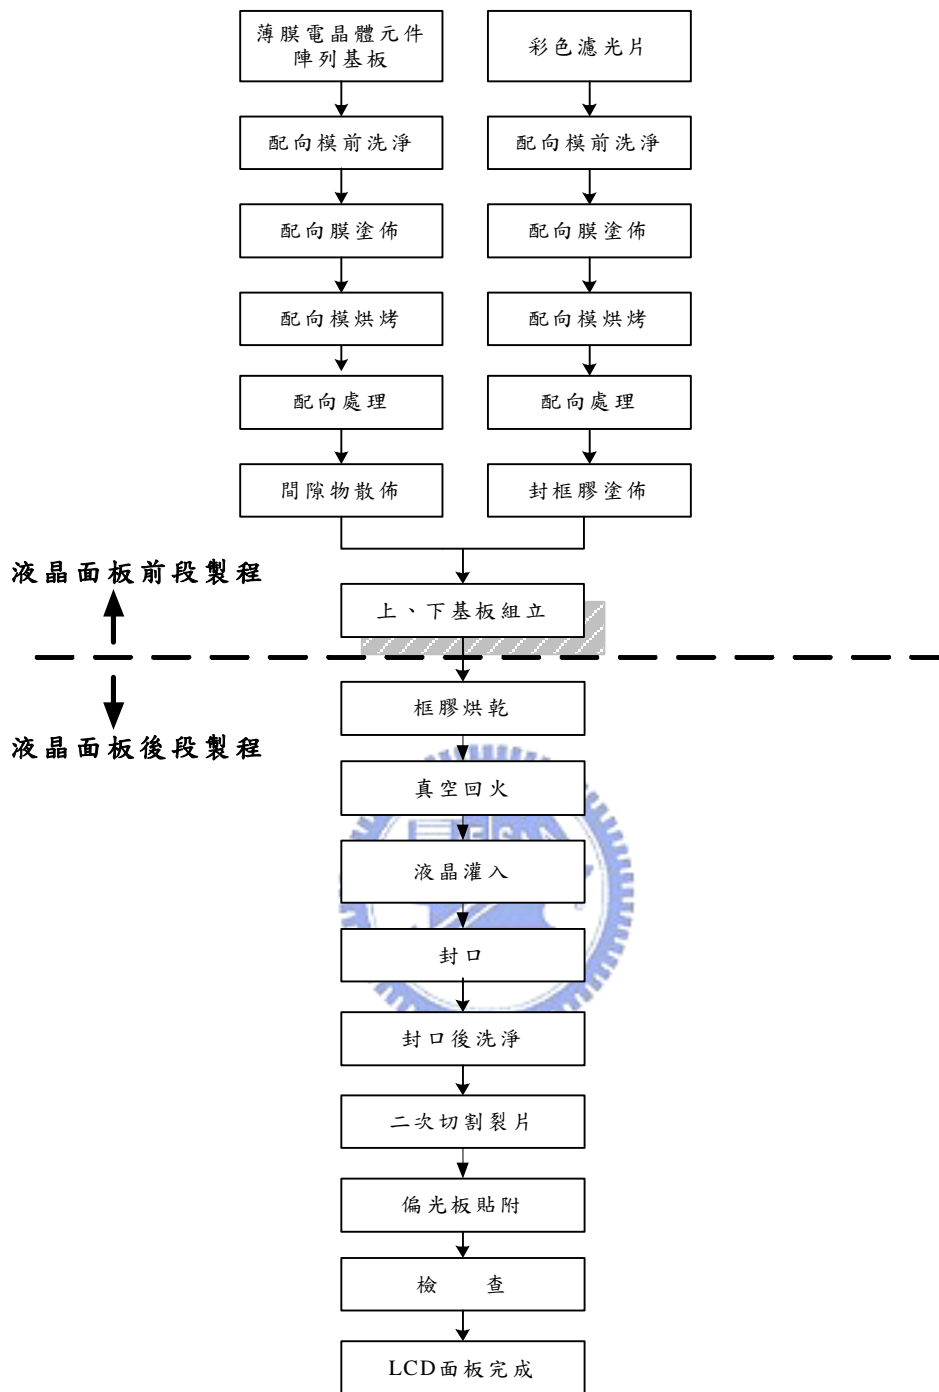 薄膜電晶體元件
陣列基板
彩色濾光片
配向模前洗淨
配向模前洗淨
配向膜塗佈
配向膜塗佈
配向模烘烤
配向模烘烤
配向處理
配向處理
間隙物散佈
封框膠塗佈
液晶面板前段製程
上、下基板組立
框膠烘乾
液晶面板後段製程
真空回火
液晶灌入
封口
封口後洗淨
二次切割裂片
偏光板貼附
檢 查
LCD面板完成